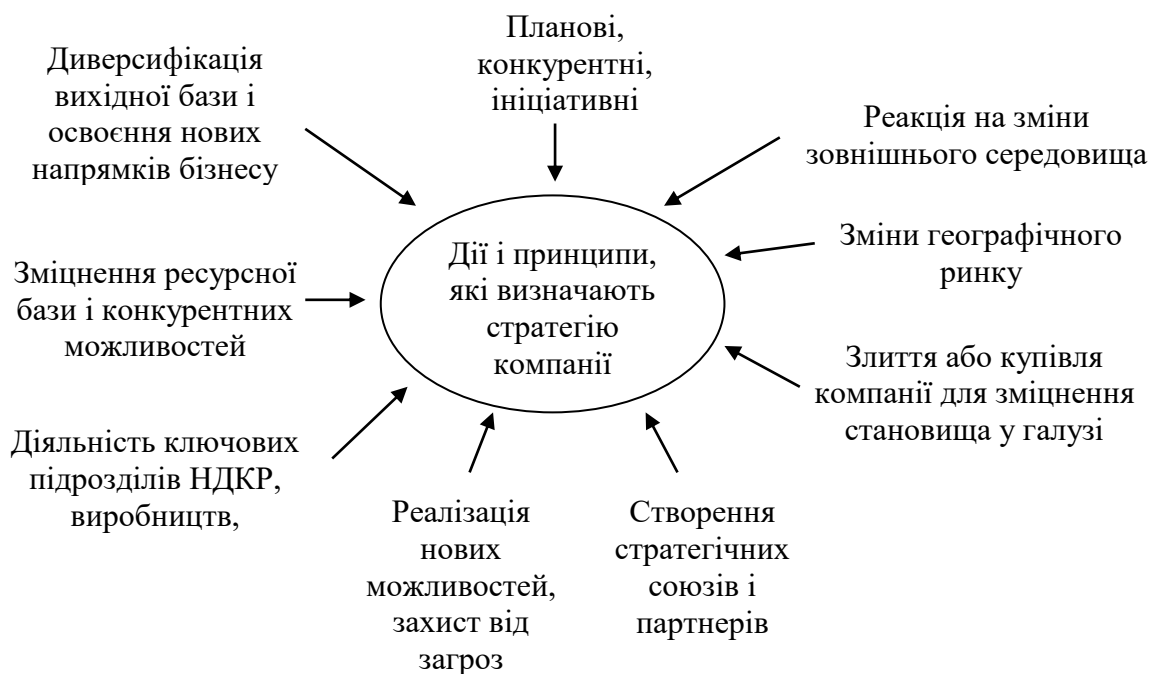 Планові,
конкурентні,
ініціативні
Диверсифікація
вихідної бази і
освоєння нових
напрямків бізнесу
Реакція на зміни
зовнішнього середовища
Зміцнення ресурсної
бази і конкурентних
можливостей
Дії і принципи,
які визначають
стратегію
компанії
Зміни географічного
ринку
Злиття або купівля
компанії для зміцнення
становища у галузі
Діяльність ключових
підрозділів НДКР,
виробництв,
Реалізація
нових
можливостей,
захист від
загроз
Створення
стратегічних
союзів і
партнерів